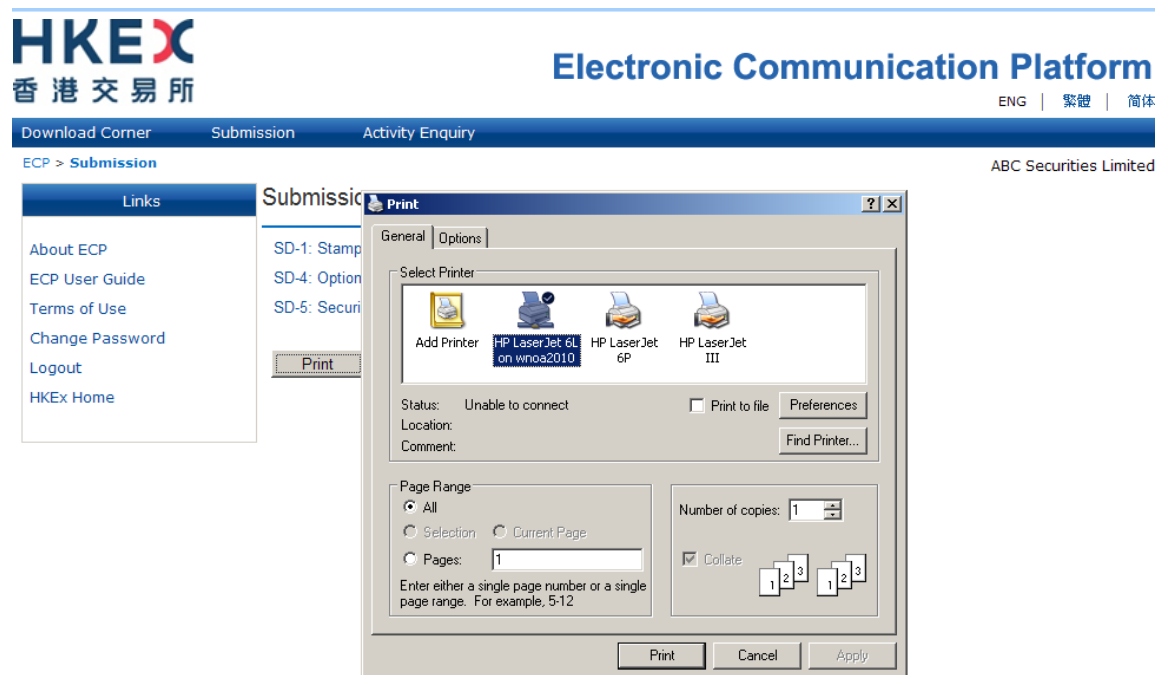 HKEX
香港交易所
Electronic Communication Platform
ENG | 繁體 | 简体
Download Corner Submission Activity Enquiry
ECP > Submission
ABC Securities Limited
Links
About ECP
ECP User Guide
Terms of Use
Change Password
Logout
HKEx Home
SD-1: Stamp
SD-4: Option
Print
Print
General Options
Select Printer
Add Printer
HP LaserJet 6L
on wnoa2010
HP LaserJet
6P
HP LaserJet
III
Status: Unable to connect
Print to file
Preferences
Location:
Comment:
Find Printer...
Page Range
All
Selection Current Page
Pages: 1
Enter either a single page number or a single
page range. For example, 5-12
Number of copies: 1
Collate
1 2 3 1 2 3
Print Cancel Apply